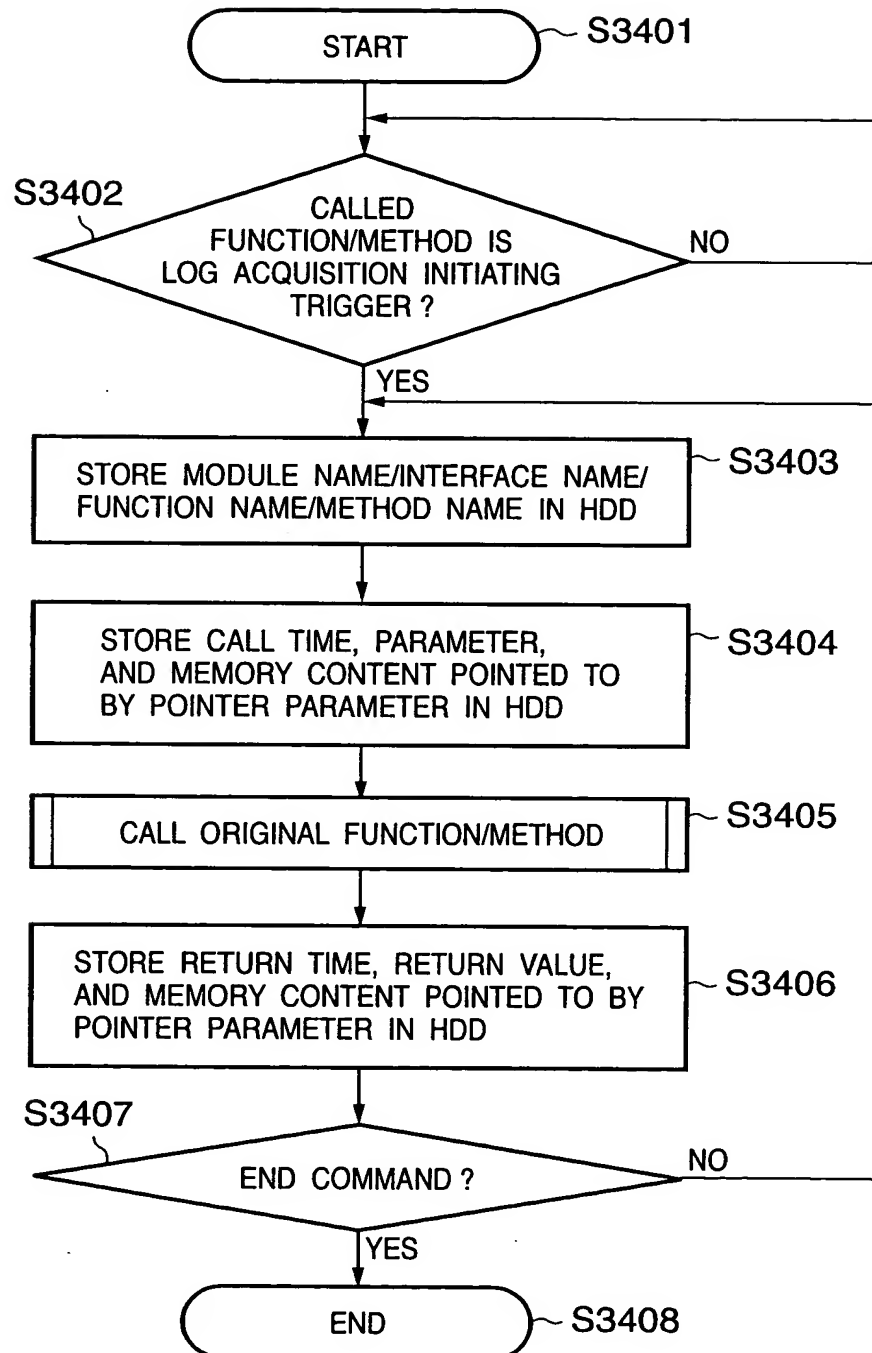 START
S3401
S3402
CALLED
FUNCTION/METHOD IS
LOG ACQUISITION INITIATING
TRIGGER ?
NO
YES
STORE MODULE NAME/INTERFACE NAME/
FUNCTION NAME/METHOD NAME IN HDD
S3403
STORE CALL TIME, PARAMETER,
AND MEMORY CONTENT POINTED TO
BY POINTER PARAMETER IN HDD
S3404
CALL ORIGINAL FUNCTION/METHOD
S3405
STORE RETURN TIME, RETURN VALUE,
AND MEMORY CONTENT POINTED TO BY
POINTER PARAMETER IN HDD
S3406
S3407
END COMMAND ?
NO
YES
END
S3408